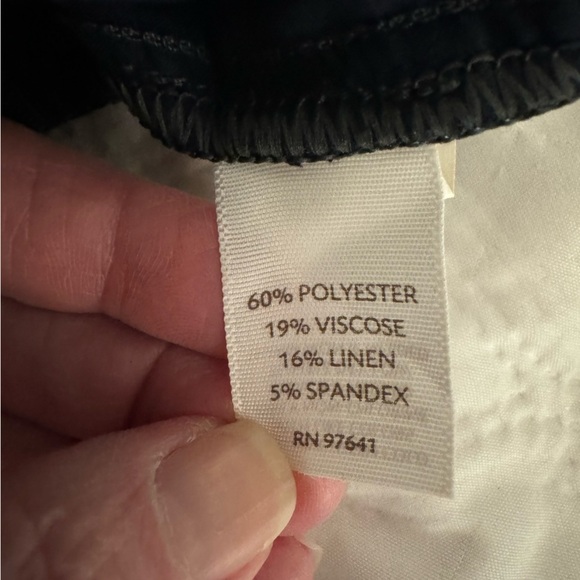 60% POLYESTER
19% VISCOSE
16% LINEN
5% SPANDEX
RN 97641